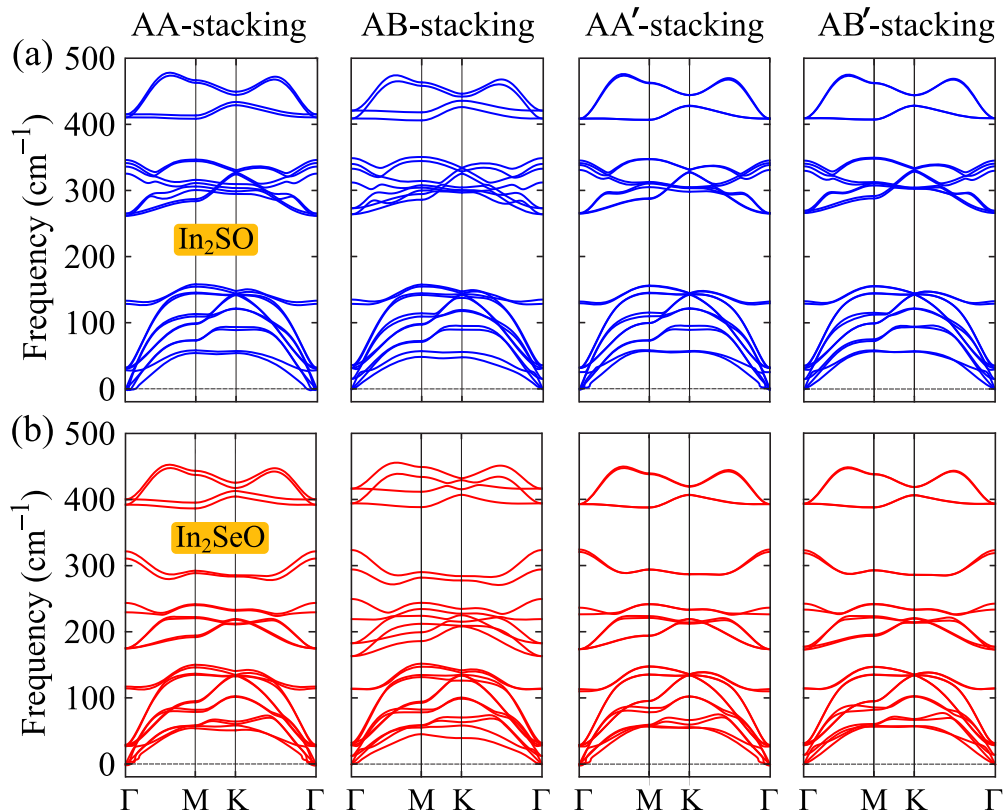 AA-stacking AB-stacking AA′-stacking AB′-stacking
(a)
500
400
300
200
100
0
Frequency (cm⁻¹)
In₂SO
(b)
500
400
300
200
100
0
Frequency (cm⁻¹)
In₂SeO
Γ M K Γ Γ M K Γ Γ M K Γ Γ M K Γ